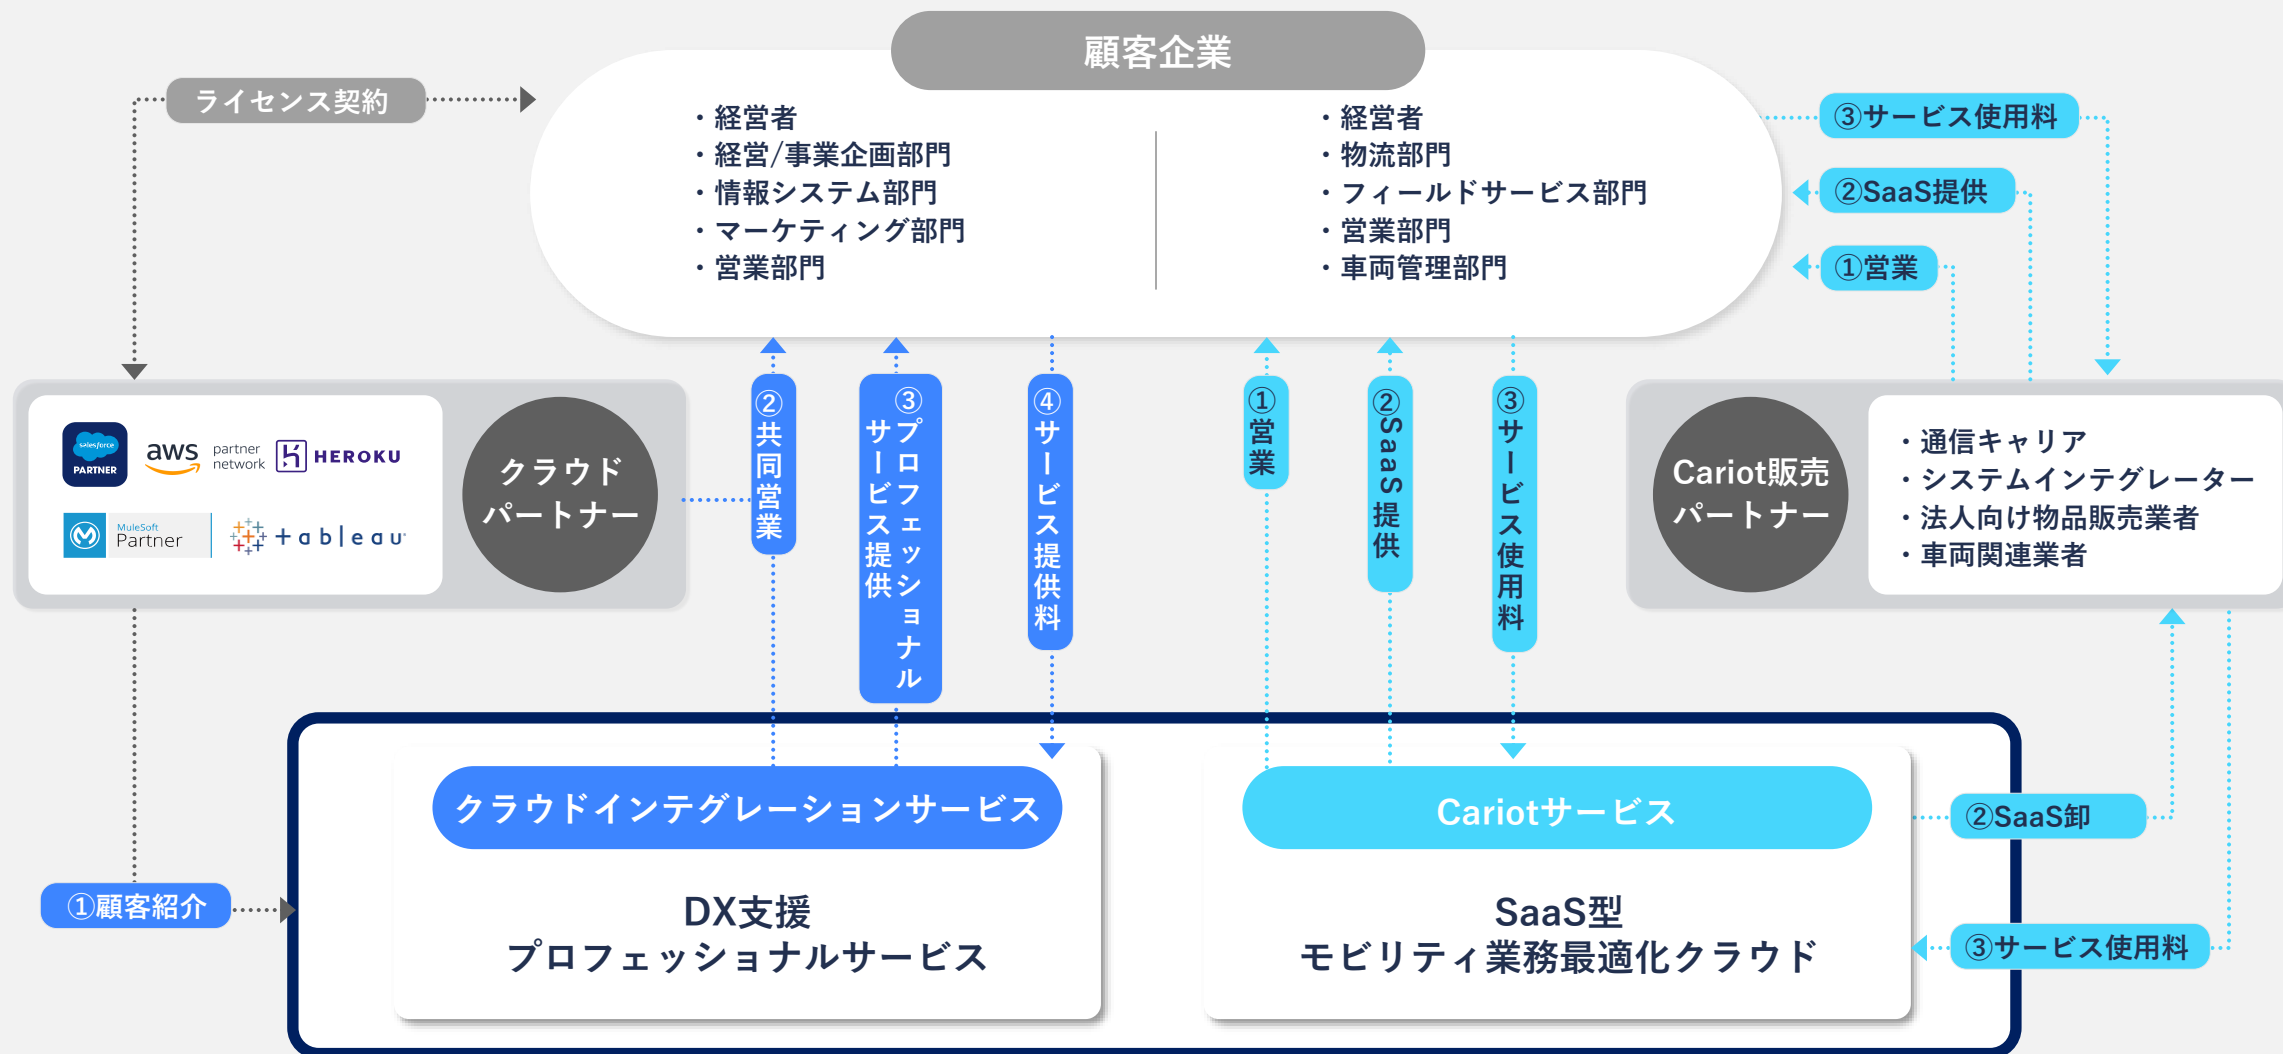 顧客企業
ライセンス契約
・経営者
・経営/事業企画部門
・情報システム部門
・マーケティング部門
・営業部門
・経営者
・物流部門
・フィールドサービス部門
・営業部門
・車両管理部門
③サービス使用料
②SaaS提供
①営業
salesforce
PARTNER
aws
partner
network
HEROKU
MuleSoft
Partner
+ableau
クラウド
パートナー
②共同営業
③プロフェッショナル
サービス提供
④サービス提供料
①営業
②SaaS提供
③サービス使用料
Cariot販売
パートナー
・通信キャリア
・システムインテグレーター
・法人向け物品販売業者
・車両関連業者
クラウドインテグレーションサービス
DX支援
プロフェッショナルサービス
Cariotサービス
SaaS型
モビリティ業務最適化クラウド
①顧客紹介
②SaaS卸
③サービス使用料